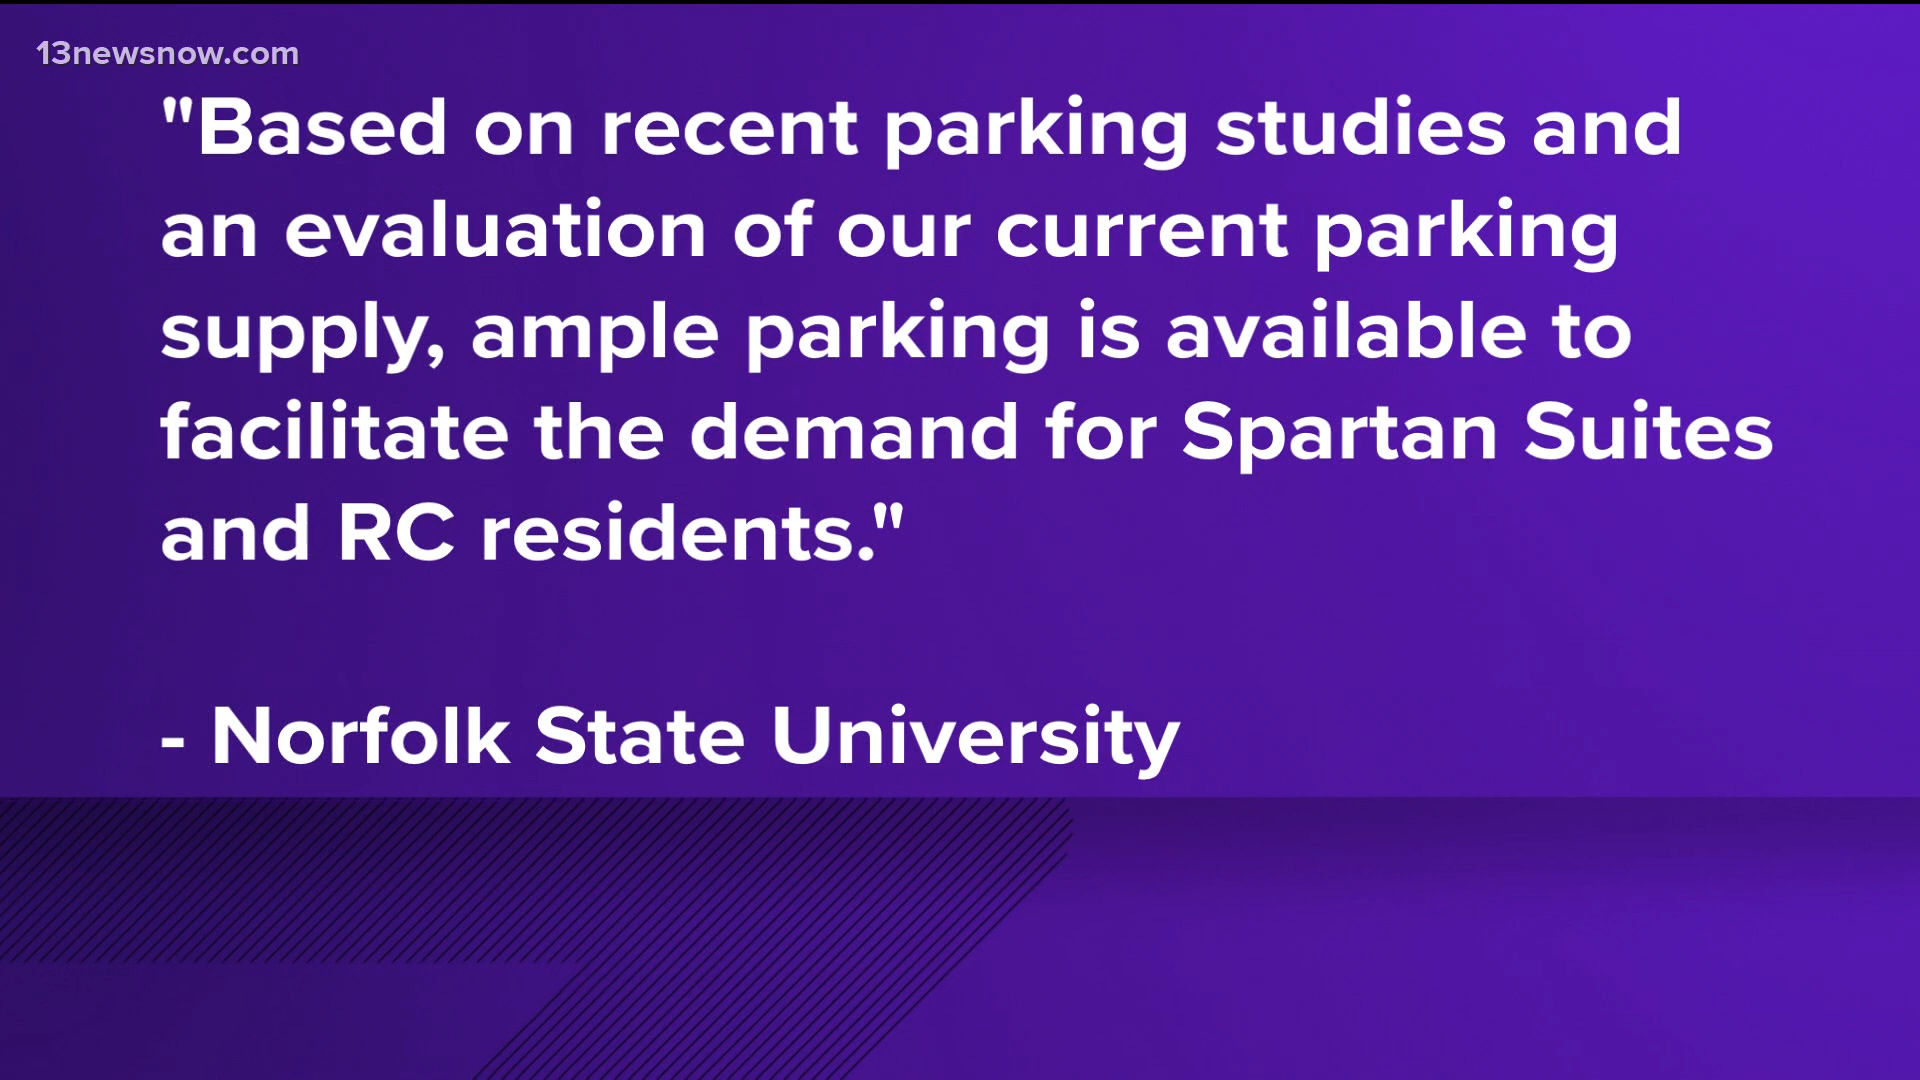 13newsnow.com
"Based on recent parking studies and
an evaluation of our current parking
supply, ample parking is available to
facilitate the demand for Spartan Suites
and RC residents."
- Norfolk State University